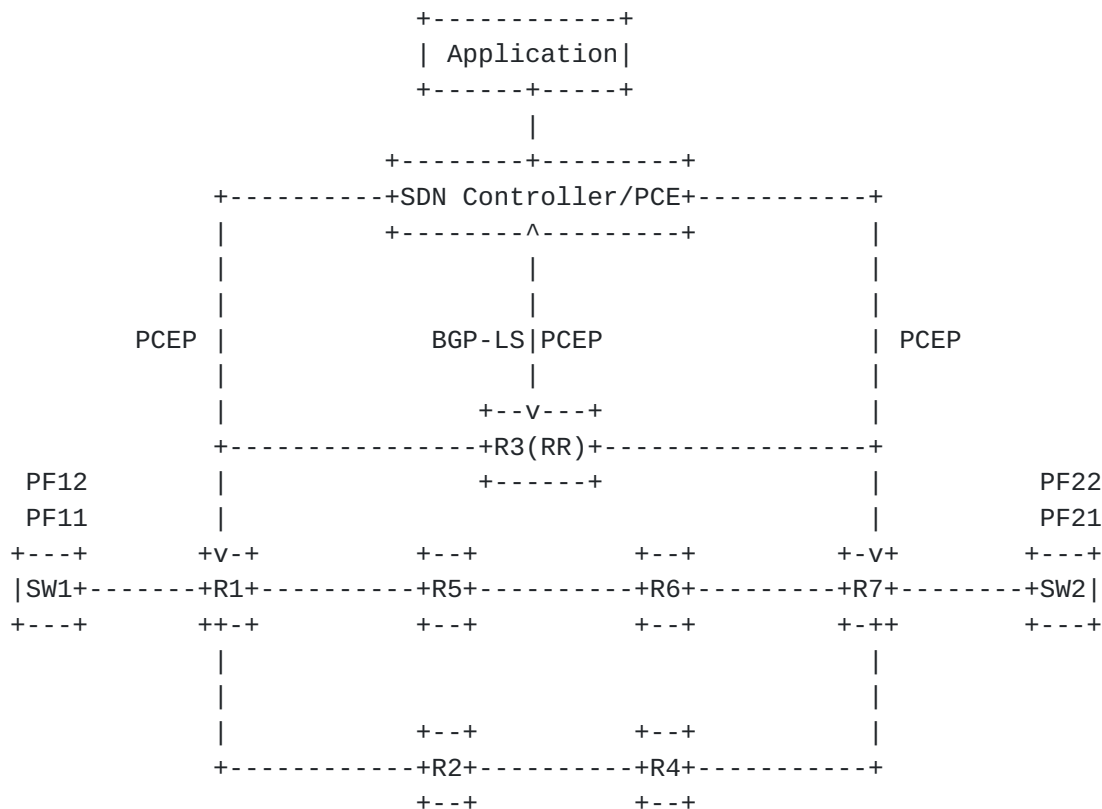 Application
SDN Controller/PCE
PCEP BGP-LS PCEP PCEP
R3(RR)
PF12 PF22
PF11 PF21
SW1 R1 R5 R6 R7 SW2
R2 R4